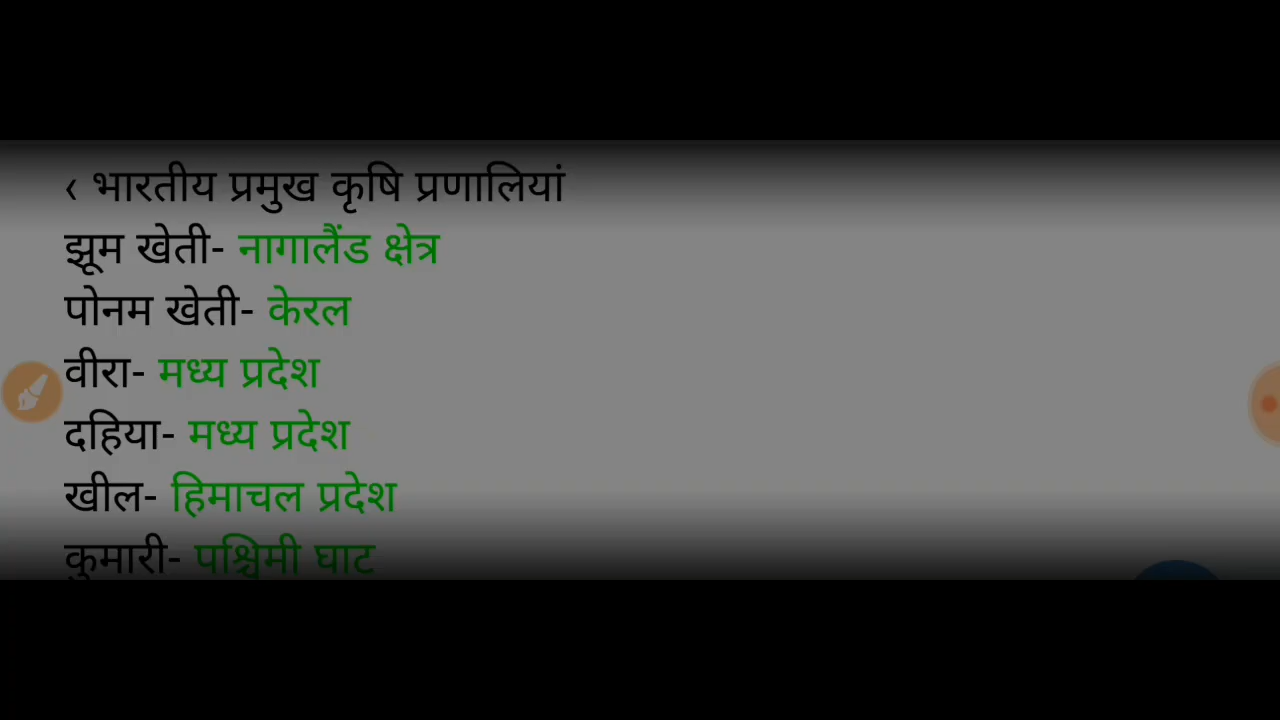 ‹ भारतीय प्रमुख कृषि प्रणालियां
झूम खेती- नागालैंड क्षेत्र
पोनम खेती- केरल
वीरा- मध्य प्रदेश
दहिया- मध्य प्रदेश
खील- हिमाचल प्रदेश
कुमारी- पश्चिमी घाट